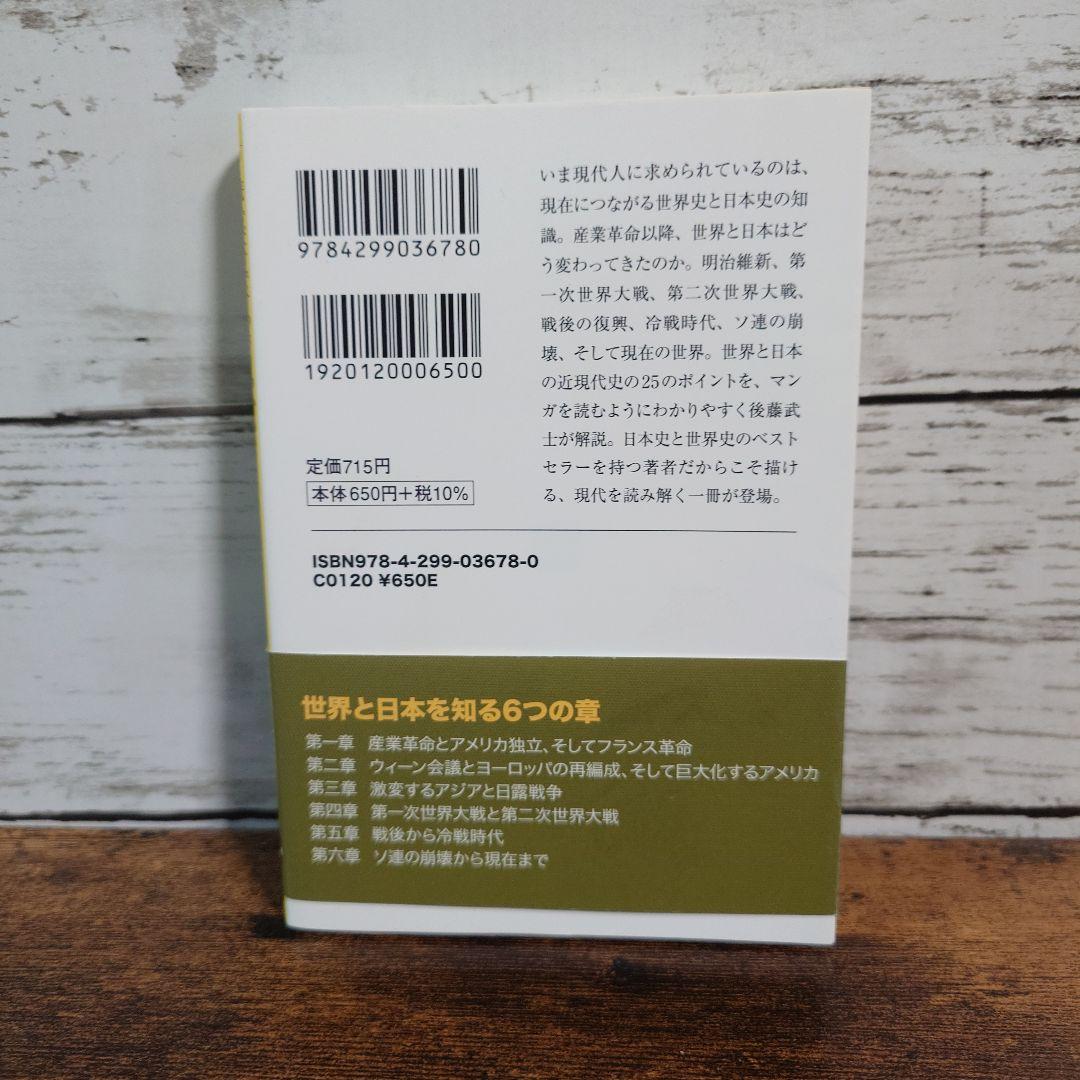 9784299036780
1920120006500
定価715円
本体650円+税10%
いま現代人に求められているのは、
現在につながる世界史と日本史の知
識。産業革命以降、世界と日本はど
う変わってきたのか。明治維新、第
一次世界大戦、第二次世界大戦、
戦後の復興、冷戦時代、ソ連の崩
壊、そして現在の世界。世界と日本
の近現代史の25のポイントを、マン
ガを読むようにわかりやすく後藤武
士が解説。日本史と世界史のベスト
セラーを持つ著者だからこそ描け
る、現代を読み解く一冊が登場。
ISBN978-4-299-03678-0
C0120 ¥650E
世界と日本を知る6つの章
第一章 産業革命とアメリカ独立、そしてフランス革命
第二章 ウィーン会議とヨーロッパの再編成、そして巨大化するアメリカ
第三章 激変するアジアと日露戦争
第四章 第一次世界大戦と第二次世界大戦
第五章 戦後から冷戦時代
第六章 ソ連の崩壊から現在まで